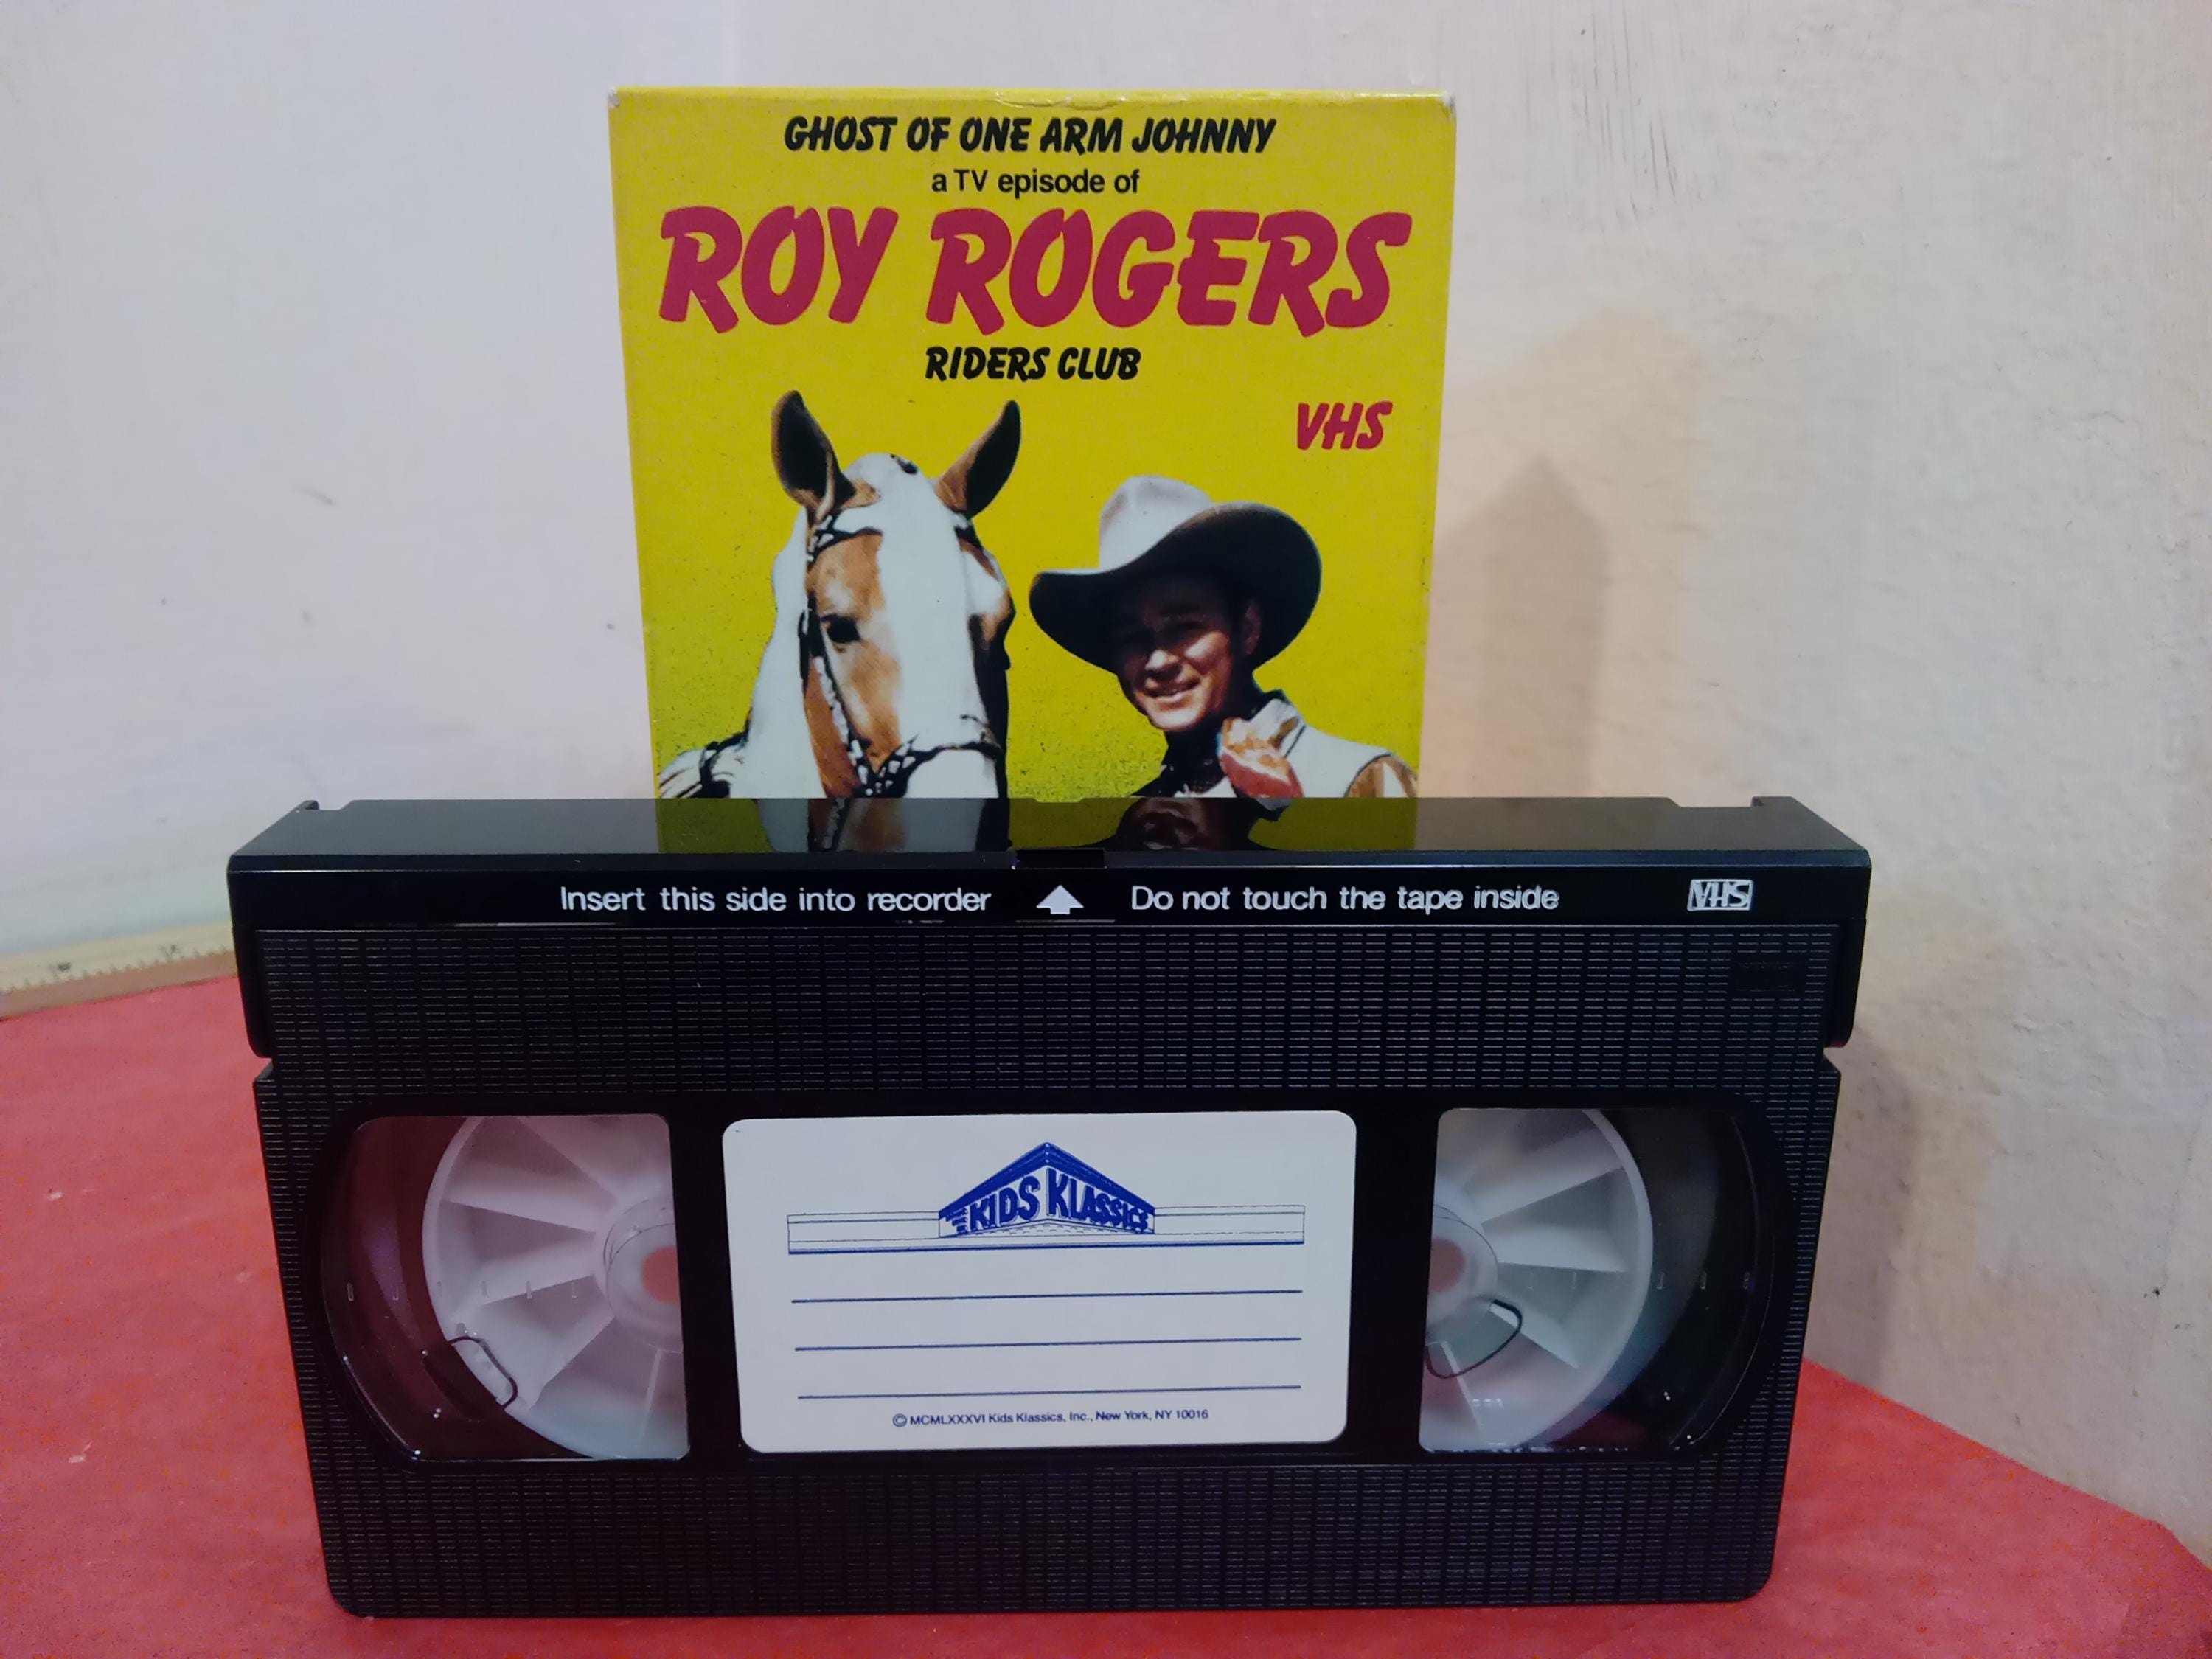 GHOST OF ONE ARM JOHNNY
a TV episode of
ROY ROGERS
RIDERS CLUB
VHS
Insert this side into recorder
Do not touch the tape inside
VHS
KIDS KLASSICS
© MCMLXXXVI Kids Klassics, Inc., New York, NY 10016